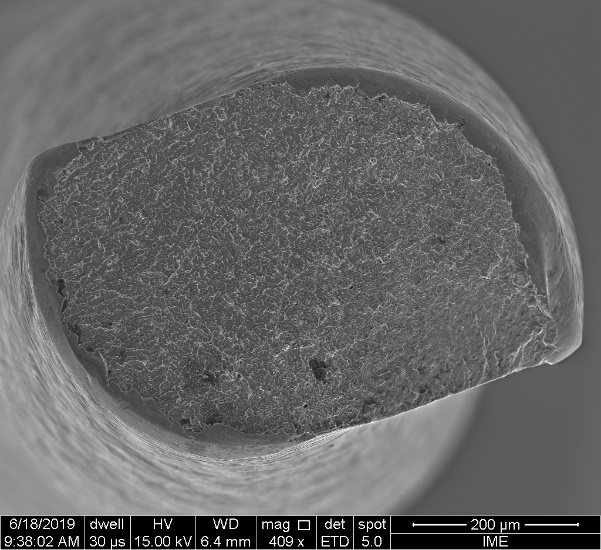 6/18/2019 dwell HV WD mag det spot 200 µm
9:38:02 AM 30 µs 15.00 kV 6.4 mm 409 x ETD 5.0 IME